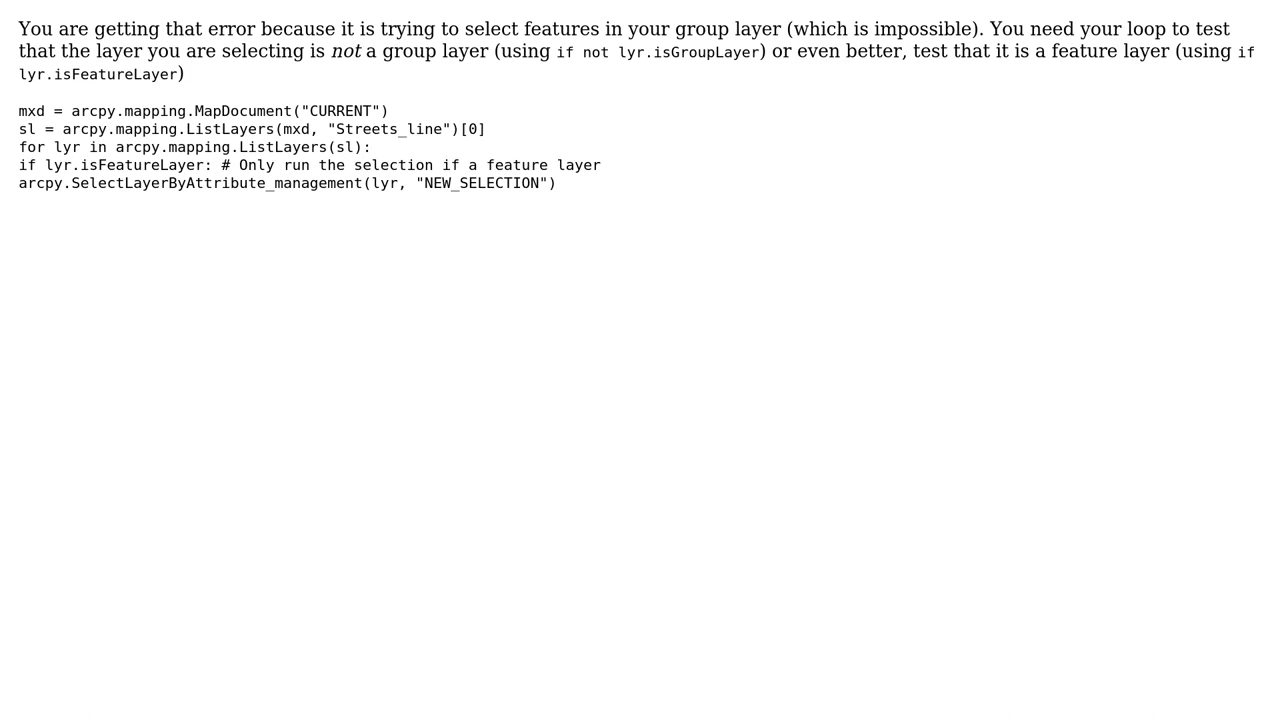 You are getting that error because it is trying to select features in your group layer (which is impossible). You need your loop to test
that the layer you are selecting is not a group layer (using if not lyr.isGroupLayer) or even better, test that it is a feature layer (using if
lyr.isFeatureLayer)
mxd = arcpy.mapping.MapDocument("CURRENT")
sl = arcpy.mapping.ListLayers(mxd, "Streets_line")[0]
for lyr in arcpy.mapping.ListLayers(sl):
if lyr.isFeatureLayer: # Only run the selection if a feature layer
arcpy.SelectLayerByAttribute_management(lyr, "NEW_SELECTION")